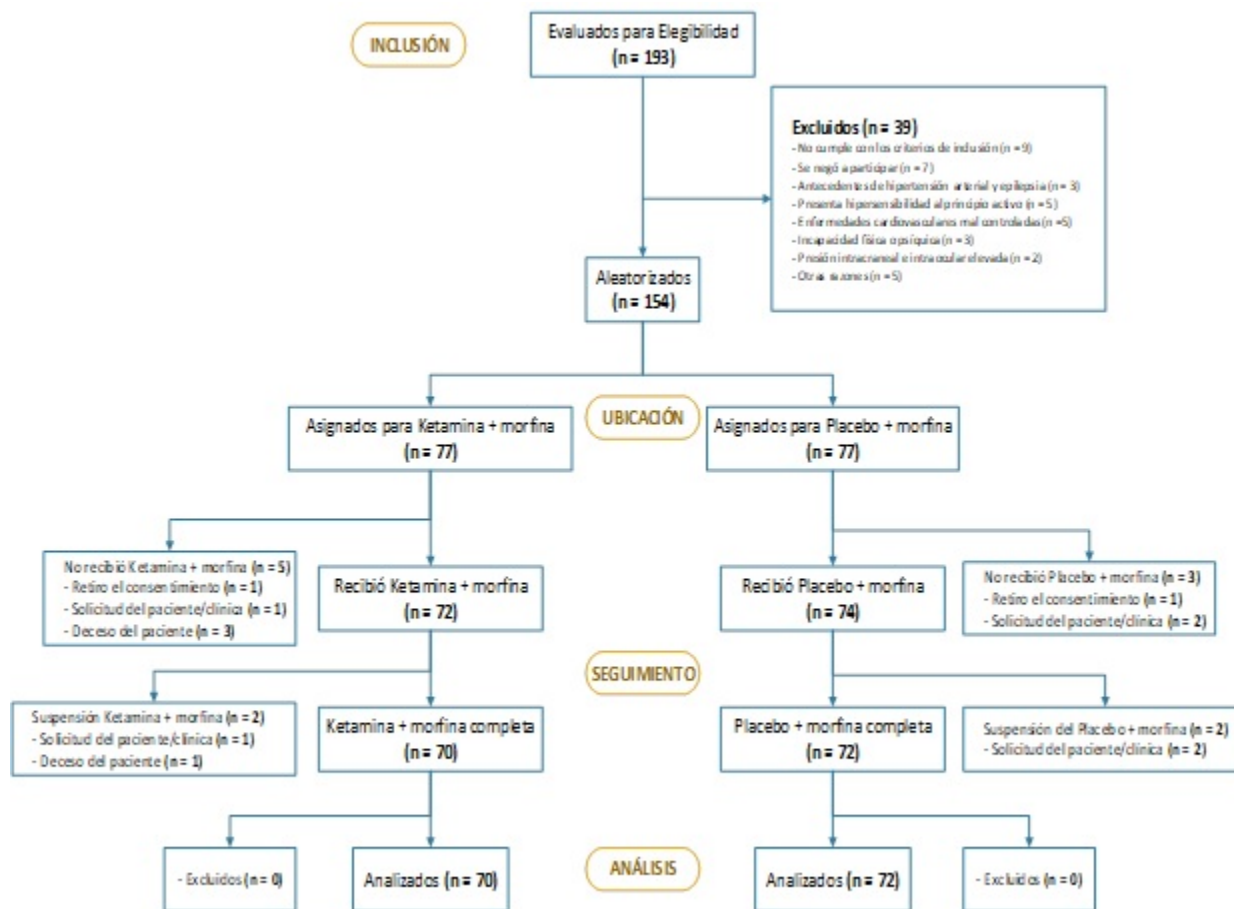 INCLUSIÓN
Evaluados para Elegibilidad
(n = 193)
Excluidos (n = 39)
- No cumple con los criterios de inclusión (n = 9)
- Se negó a participar (n = 7)
- Antecedentes de hipertensión arterial y epilepsia (n = 3)
- Presenta hipersensibilidad al principio activo (n = 5)
- Enfermedades cardiovasculares mal controladas (n =5)
- Incapacidad física o psíquica (n = 3)
- Presión intracraneal e intraocular elevada (n = 2)
- Otras razones (n = 5)
Aleatorizados
(n = 154)
UBICACIÓN
Asignados para Ketamina + morfina
(n = 77)
Asignados para Placebo + morfina
(n = 77)
No recibió Ketamina + morfina (n = 5)
- Retiro el consentimiento (n = 1)
- Solicitud del paciente/clínica (n = 1)
- Deceso del paciente (n = 3)
Recibió Ketamina + morfina
(n = 72)
Recibió Placebo + morfina
(n = 74)
No recibió Placebo + morfina (n = 3)
- Retiro el consentimiento (n = 1)
- Solicitud del paciente/clínica (n = 2)
SEGUIMIENTO
Suspensión Ketamina + morfina (n = 2)
- Solicitud del paciente/clínica (n = 1)
- Deceso del paciente (n = 1)
Ketamina + morfina completa
(n = 70)
Placebo + morfina completa
(n = 72)
Suspensión del Placebo + morfina (n = 2)
- Solicitud del paciente/clínica (n = 2)
ANÁLISIS
- Excluidos (n = 0)
Analizados (n = 70)
Analizados (n = 72)
- Excluidos (n = 0)